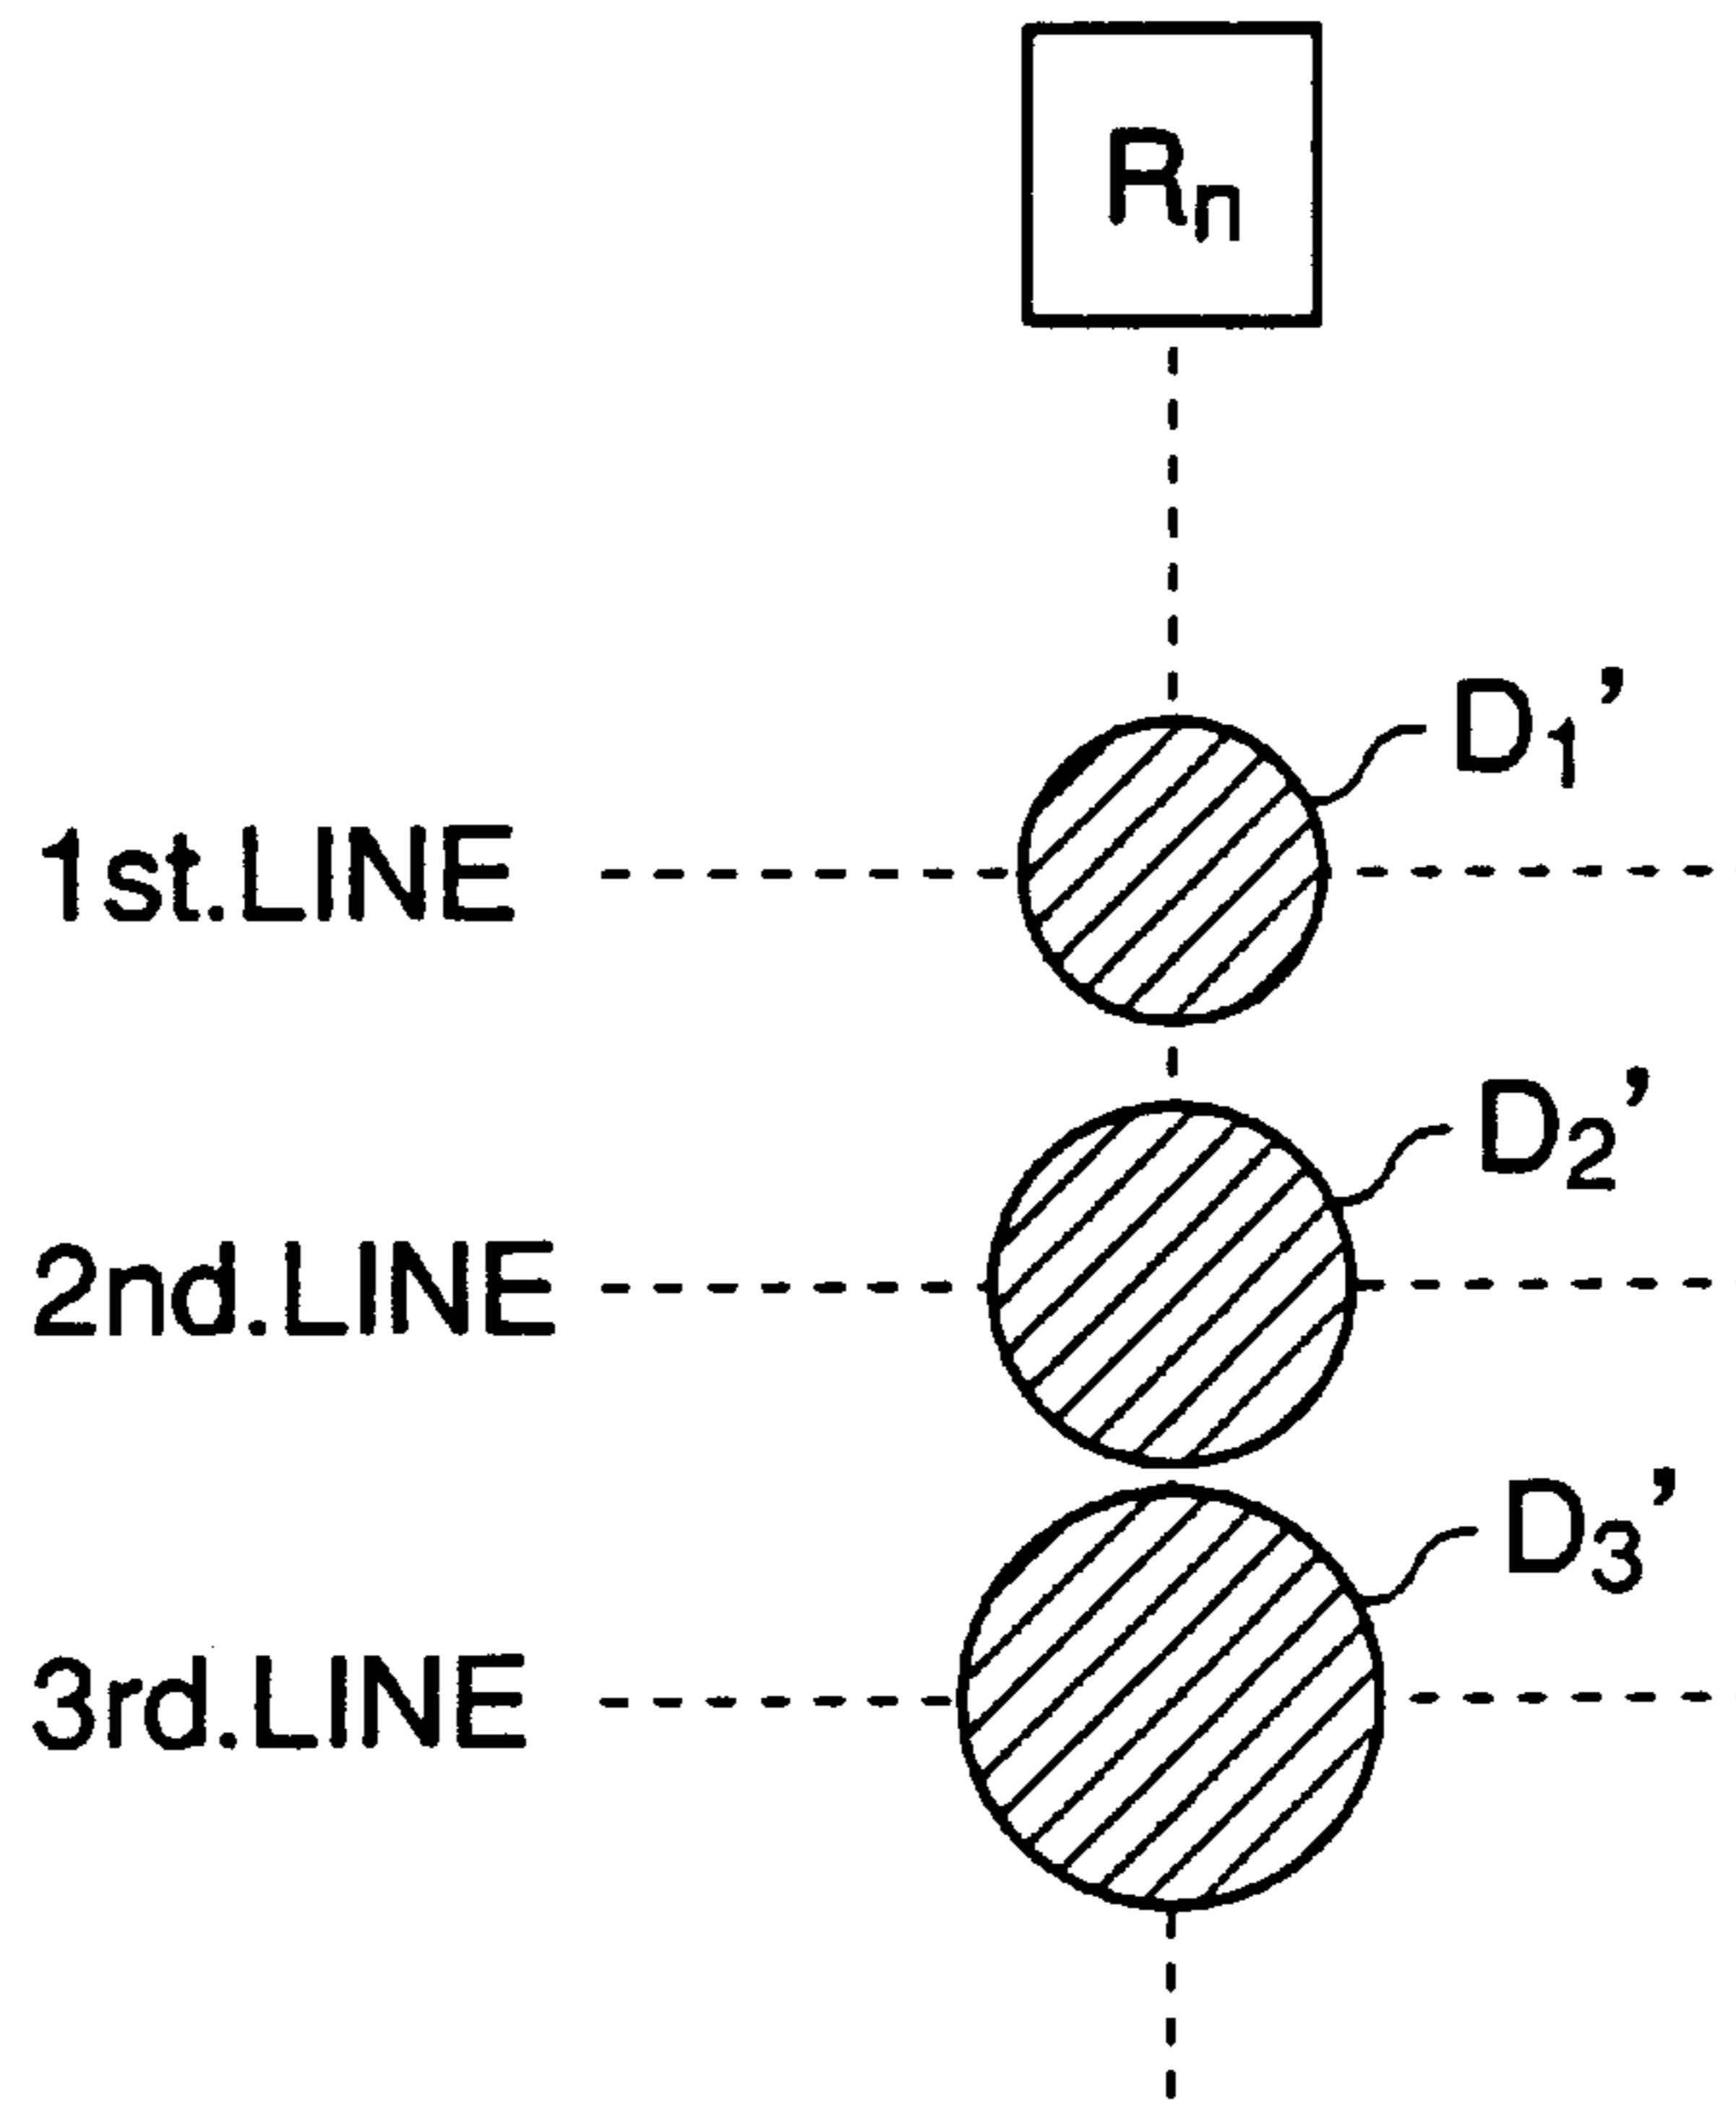 Rn
D1’
1st.LINE
D2’
2nd.LINE
D3’
3rd.LINE